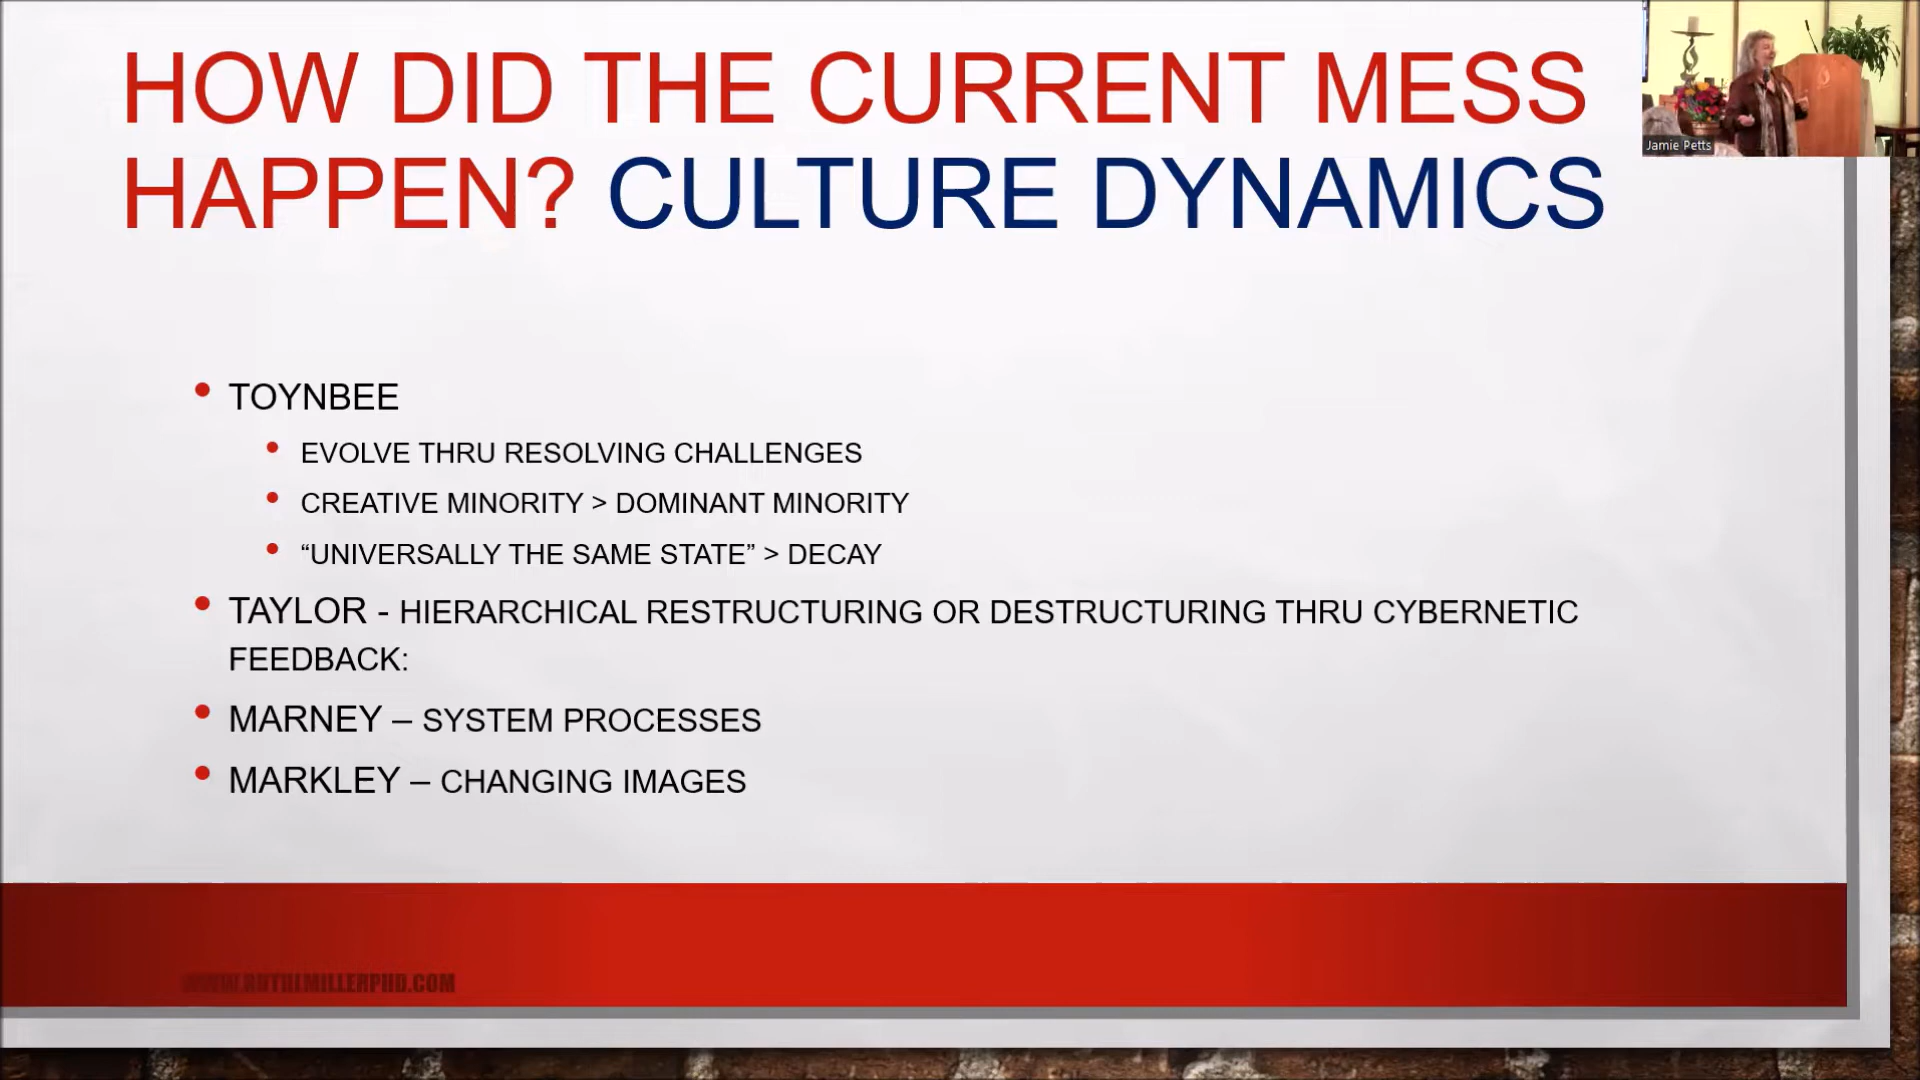 HOW DID THE CURRENT MESS
HAPPEN? CULTURE DYNAMICS
Jamie Petts
• TOYNBEE
• EVOLVE THRU RESOLVING CHALLENGES
• CREATIVE MINORITY > DOMINANT MINORITY
• “UNIVERSALLY THE SAME STATE” > DECAY
• TAYLOR - HIERARCHICAL RESTRUCTURING OR DESTRUCTURING THRU CYBERNETIC
FEEDBACK:
• MARNEY – SYSTEM PROCESSES
• MARKLEY – CHANGING IMAGES
WWW.RUTHLMILLERPHD.COM